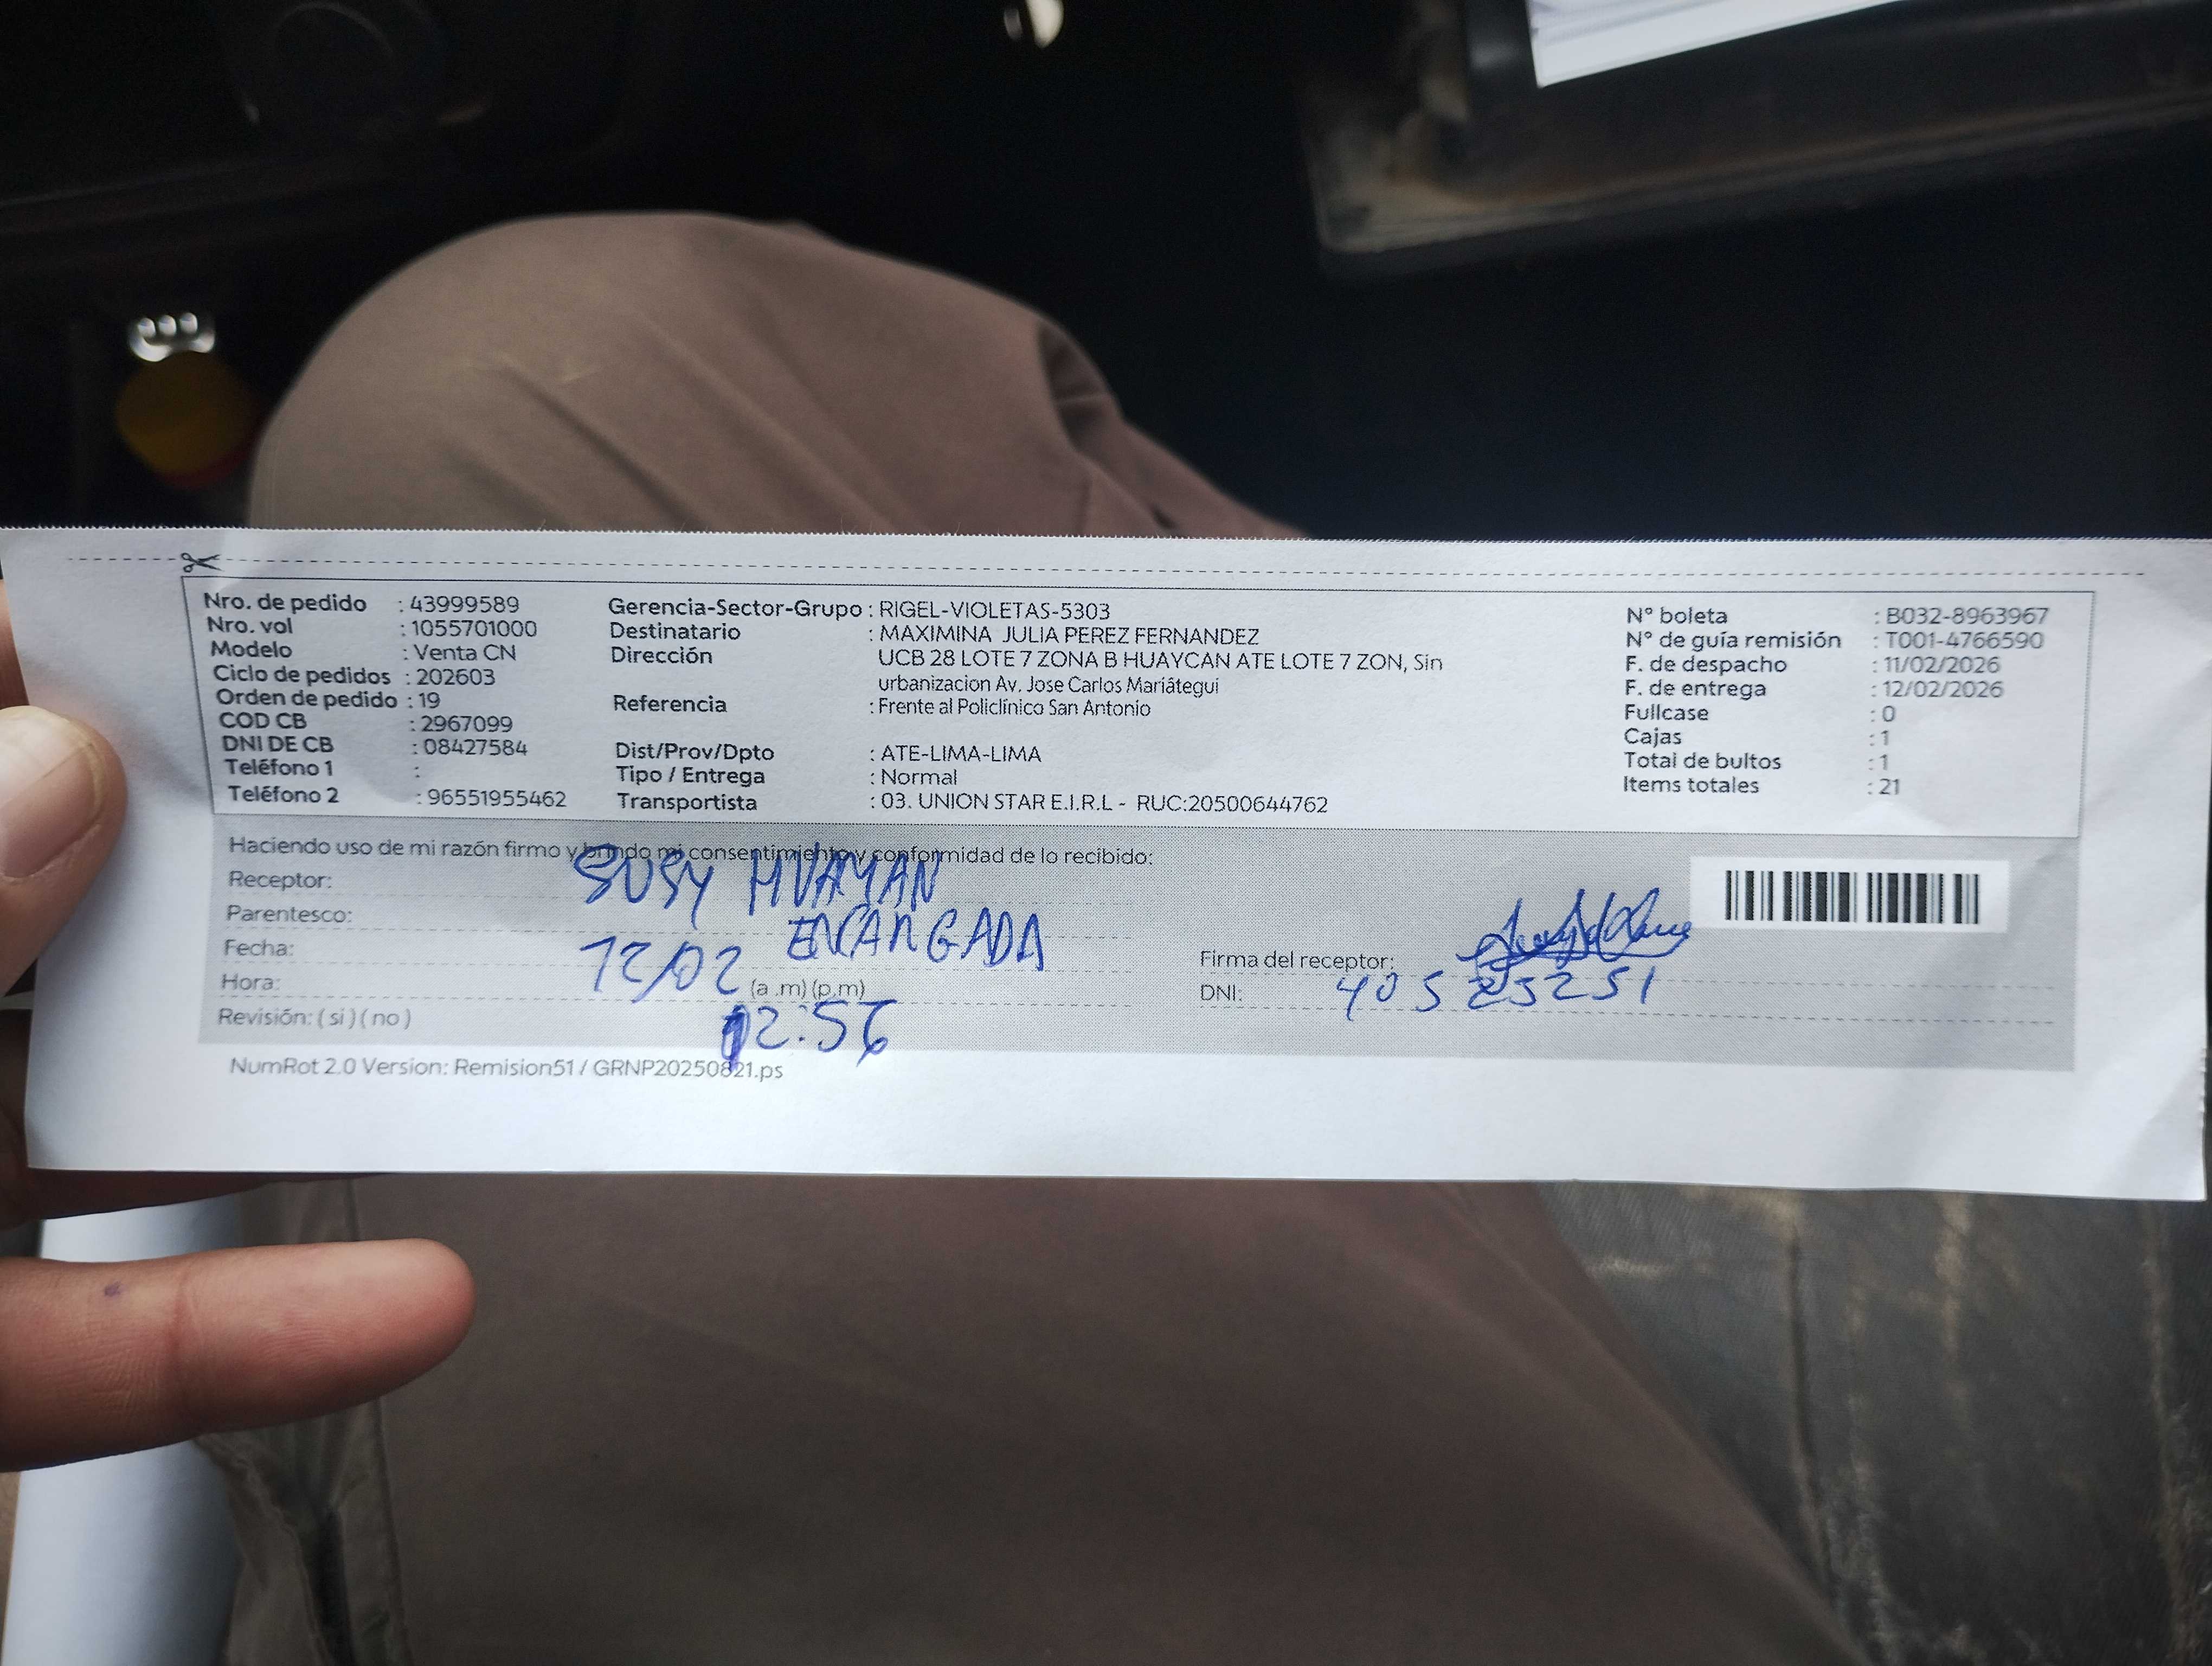 Nro. de pedido : 43999589
Nro. vol : 1055701000
Modelo : Venta CN
Ciclo de pedidos : 202603
Orden de pedido : 19
COD CB : 2967099
DNI DE CB : 08427584
Teléfono 1 :
Teléfono 2 : 96551955462
Gerencia-Sector-Grupo : RIGEL-VIOLETAS-5303
Destinatario : MAXIMINA JULIA PEREZ FERNANDEZ
Dirección UCB 28 LOTE 7 ZONA B HUAYCAN ATE LOTE 7 ZON, Sin
urbanizacion Av. Jose Carlos Mariátegui
Referencia : Frente al Policlínico San Antonio
Dist/Prov/Dpto : ATE-LIMA-LIMA
Tipo / Entrega : Normal
Transportista : 03. UNION STAR E.I.R.L - RUC:20500644762
N° boleta : B032-8963967
N° de guía remisión : T001-4766590
F. de despacho : 11/02/2026
F. de entrega : 12/02/2026
Fullcase : 0
Cajas : 1
Total de bultos : 1
Items totales : 21
Haciendo uso de mi razón firmo y brindo mi consentimiento y conformidad de lo recibido:
Receptor: SUSY HUAMAN
Parentesco: ENCARGADA
Fecha: 12/02
Hora: (a .m) (p.m)
12:56
Revisión: ( si ) ( no )
Firma del receptor:
DNI:
NumRot 2.0 Version: Remision51 / GRNP20250821.ps